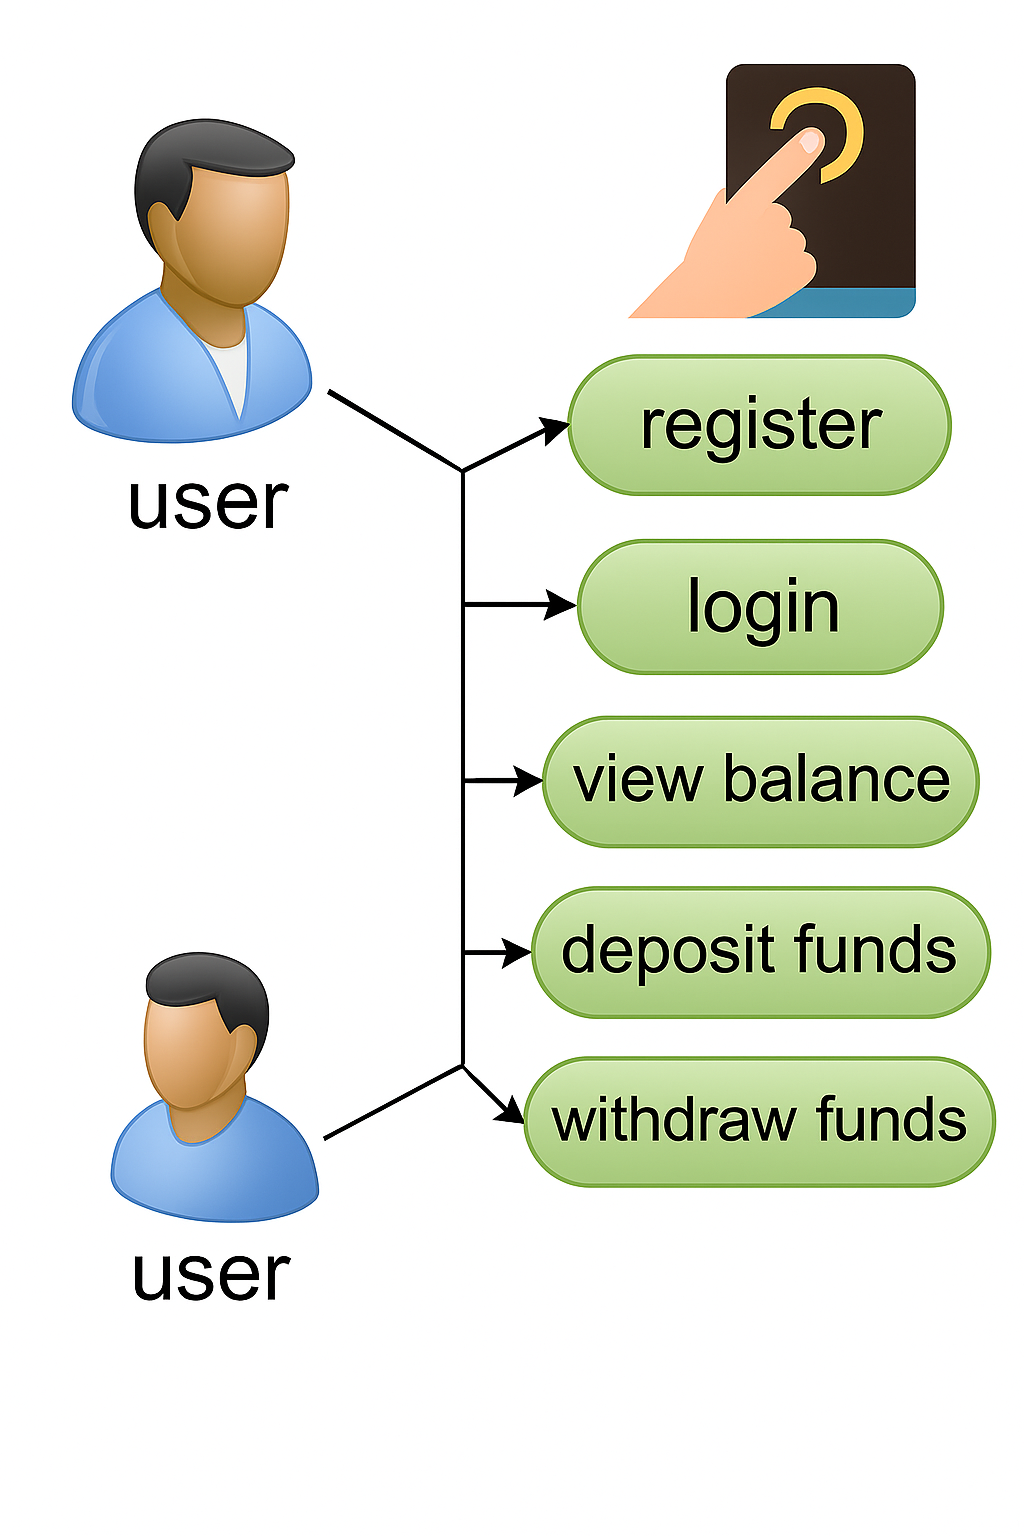 user
register
login
view balance
deposit funds
withdraw funds
user